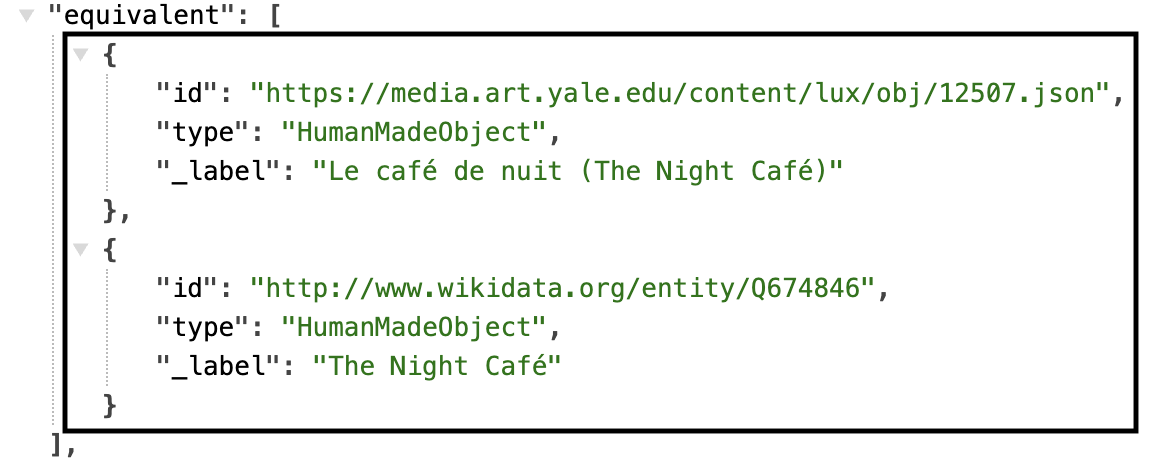 "equivalent": [
{
"id": "https://media.art.yale.edu/content/lux/obj/12507.json",
"type": "HumanMadeObject",
"_label": "Le café de nuit (The Night Café)"
},
{
"id": "http://www.wikidata.org/entity/Q674846",
"type": "HumanMadeObject",
"_label": "The Night Café"
}
],